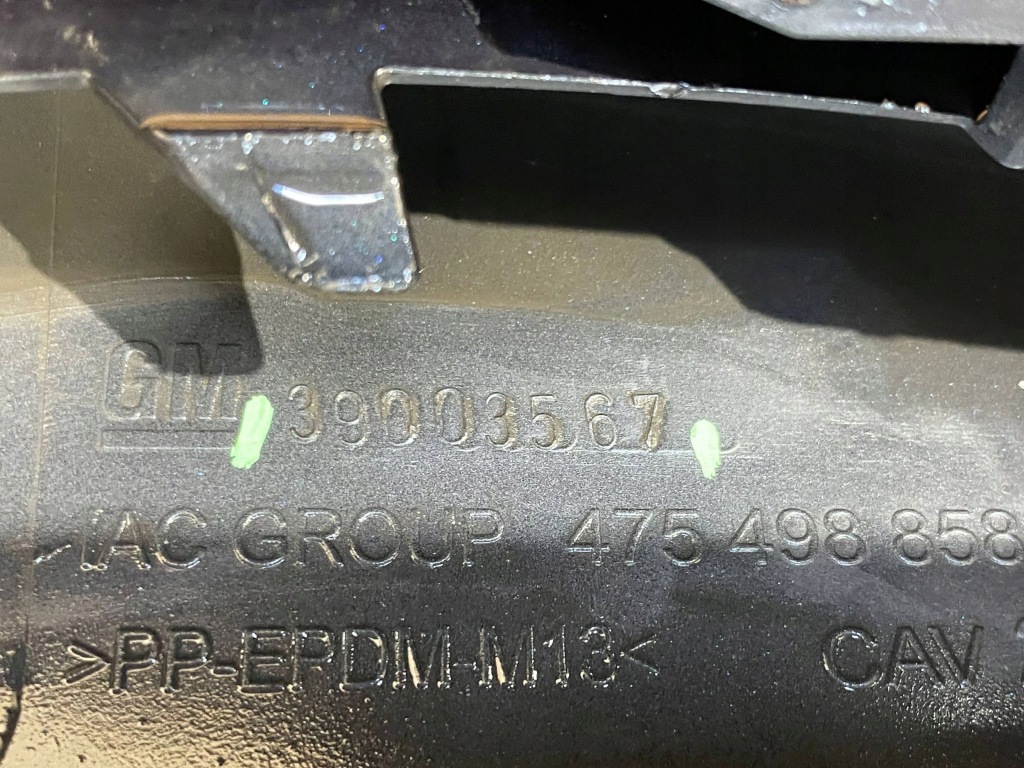 GM 39003567
IAC GROUP 475 498 858
>PP-EPDM-M13< CAV